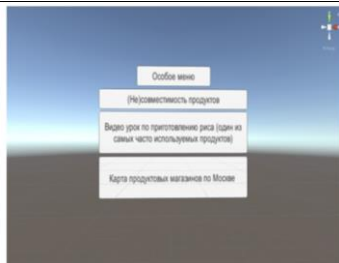 Особое меню
(Не)совместимость продуктов
Видео урок по приготовлению риса (один из
самых часто используемых продуктов)
Карта продуктовых магазинов по Москве